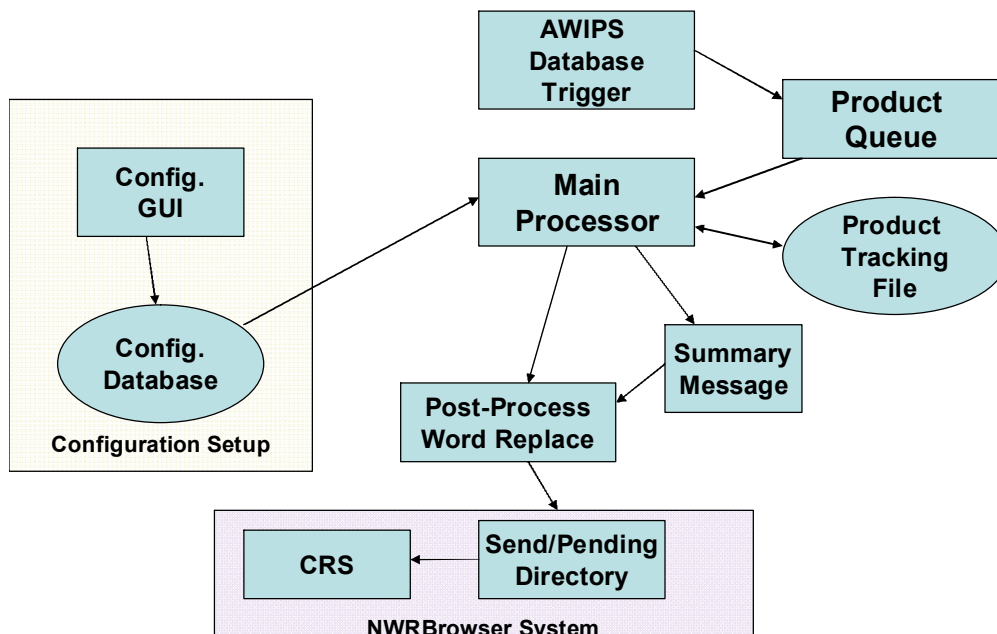 AWIPS
Database
Trigger
Product
Queue
Config.
GUI
Main
Processor
Product
Tracking
File
Config.
Database
Summary
Message
Post-Process
Word Replace
Configuration Setup
CRS
Send/Pending
Directory
NWRBrowser System